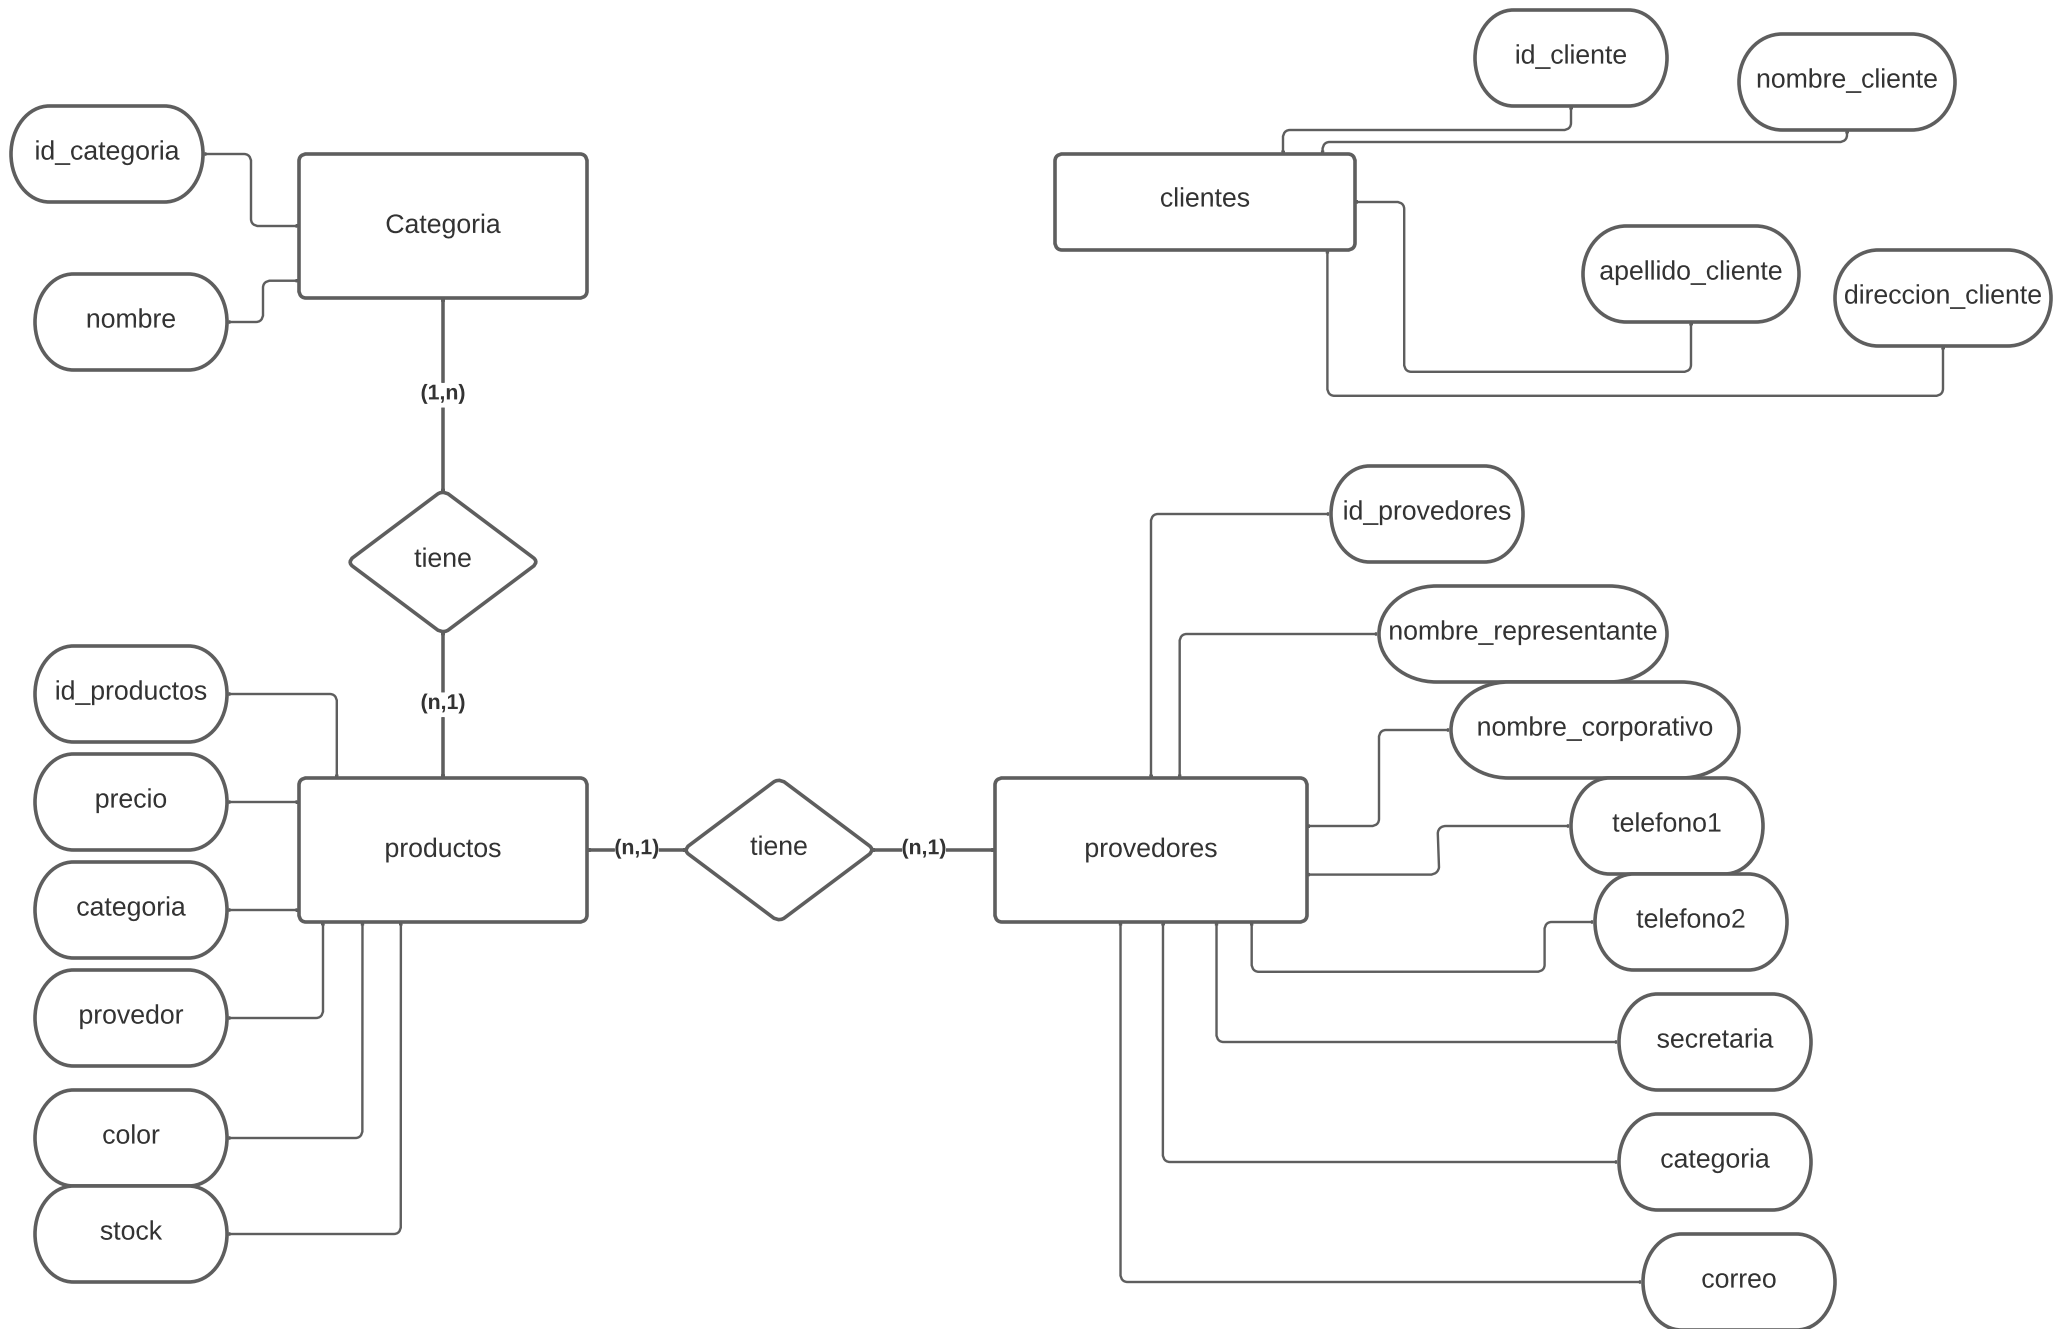 id_cliente
nombre_cliente
id_categoria
clientes
Categoria
apellido_cliente
direccion_cliente
nombre
(1,n)
id_provedores
tiene
nombre_representante
id_productos
(n,1)
nombre_corporativo
precio
telefono1
productos
(n,1)
tiene
(n,1)
provedores
categoria
telefono2
provedor
secretaria
color
categoria
stock
correo